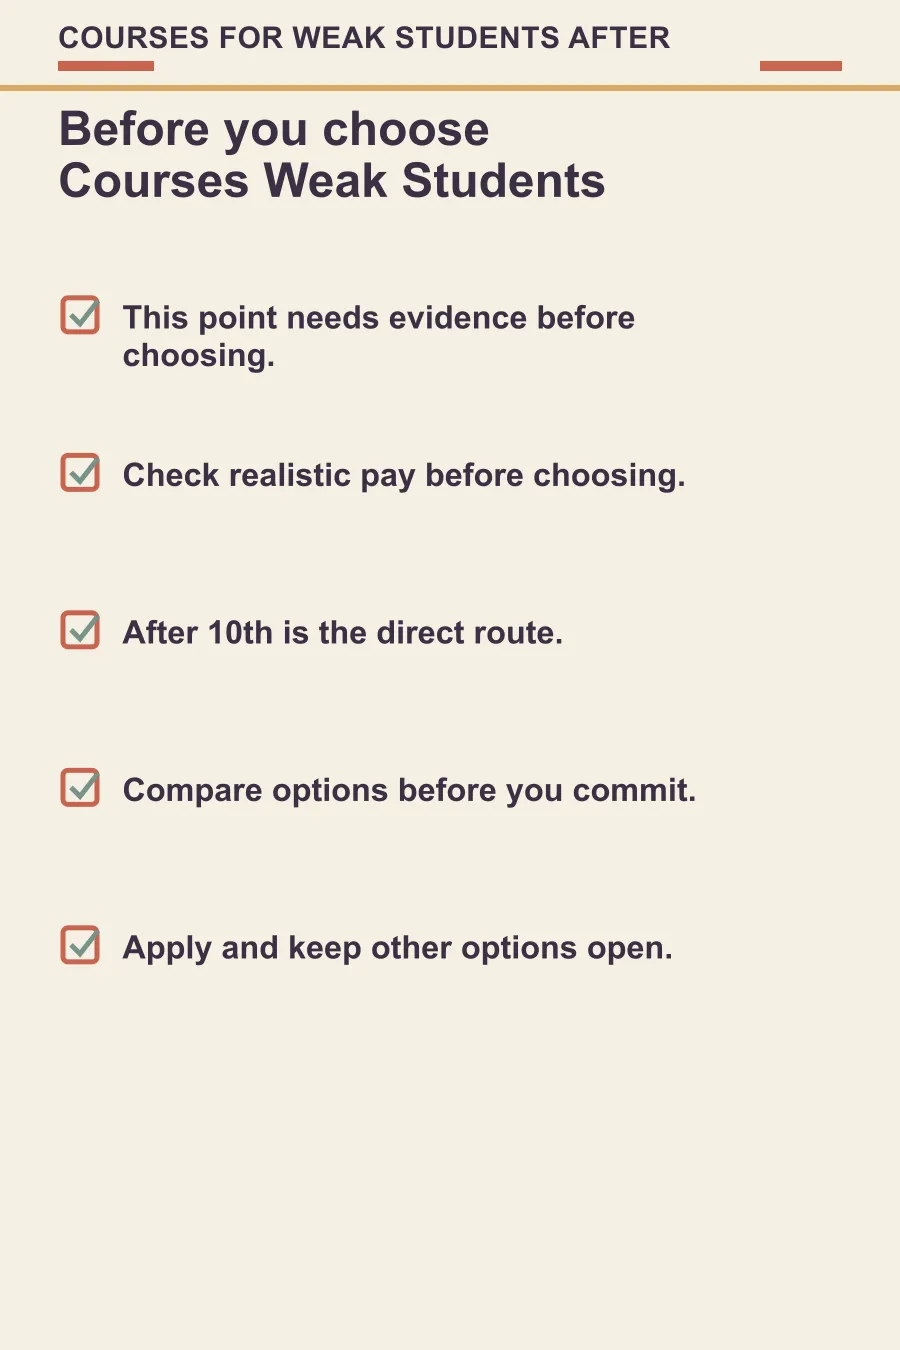 COURSES FOR WEAK STUDENTS AFTER
Before you choose
Courses Weak Students
This point needs evidence before
choosing.
Check realistic pay before choosing.
After 10th is the direct route.
Compare options before you commit.
Apply and keep other options open.